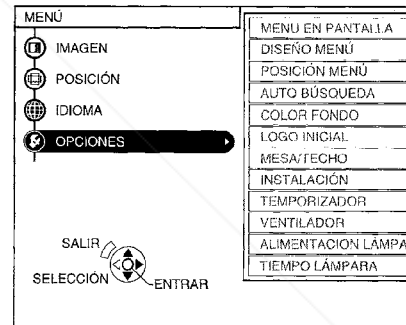 MENÚ
IMAGEN
POSICIÓN
IDIOMA
OPCIONES
SALIR
SELECCIÓN
ENTRAR
MENU EN PANTALLA
DISEÑO MENÚ
POSICIÓN MENÚ
AUTO BÚSQUEDA
COLOR FONDO
LOGO INICIAL
MESA/TECHO
INSTALACIÓN
TEMPORIZADOR
VENTILADOR
ALIMENTACION LÁMPA
TIEMPO LÁMPARA